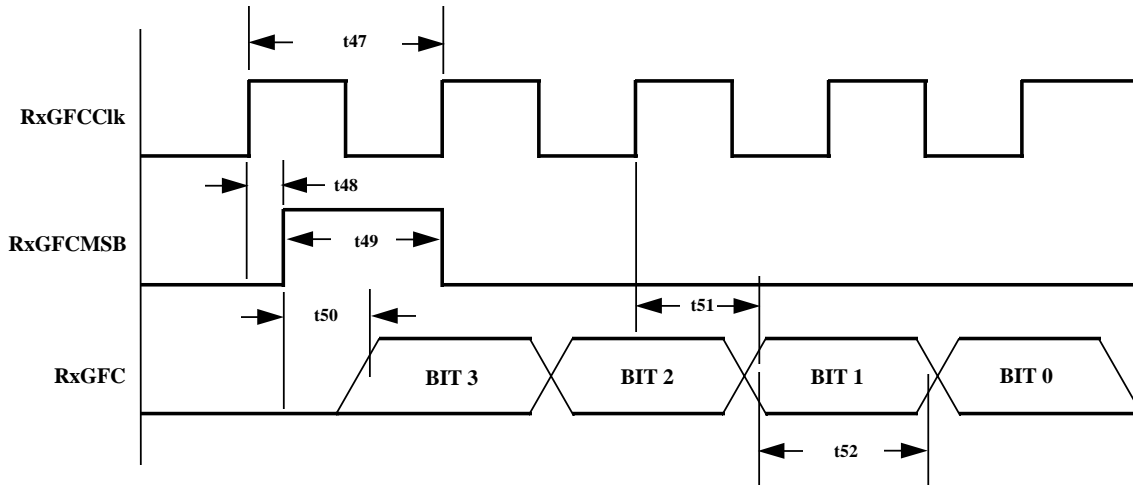 t47
RxGFCClk
t48
RxGFCMSB
t49
t50
t51
RxGFC
BIT 3
BIT 2
BIT 1
BIT 0
t52